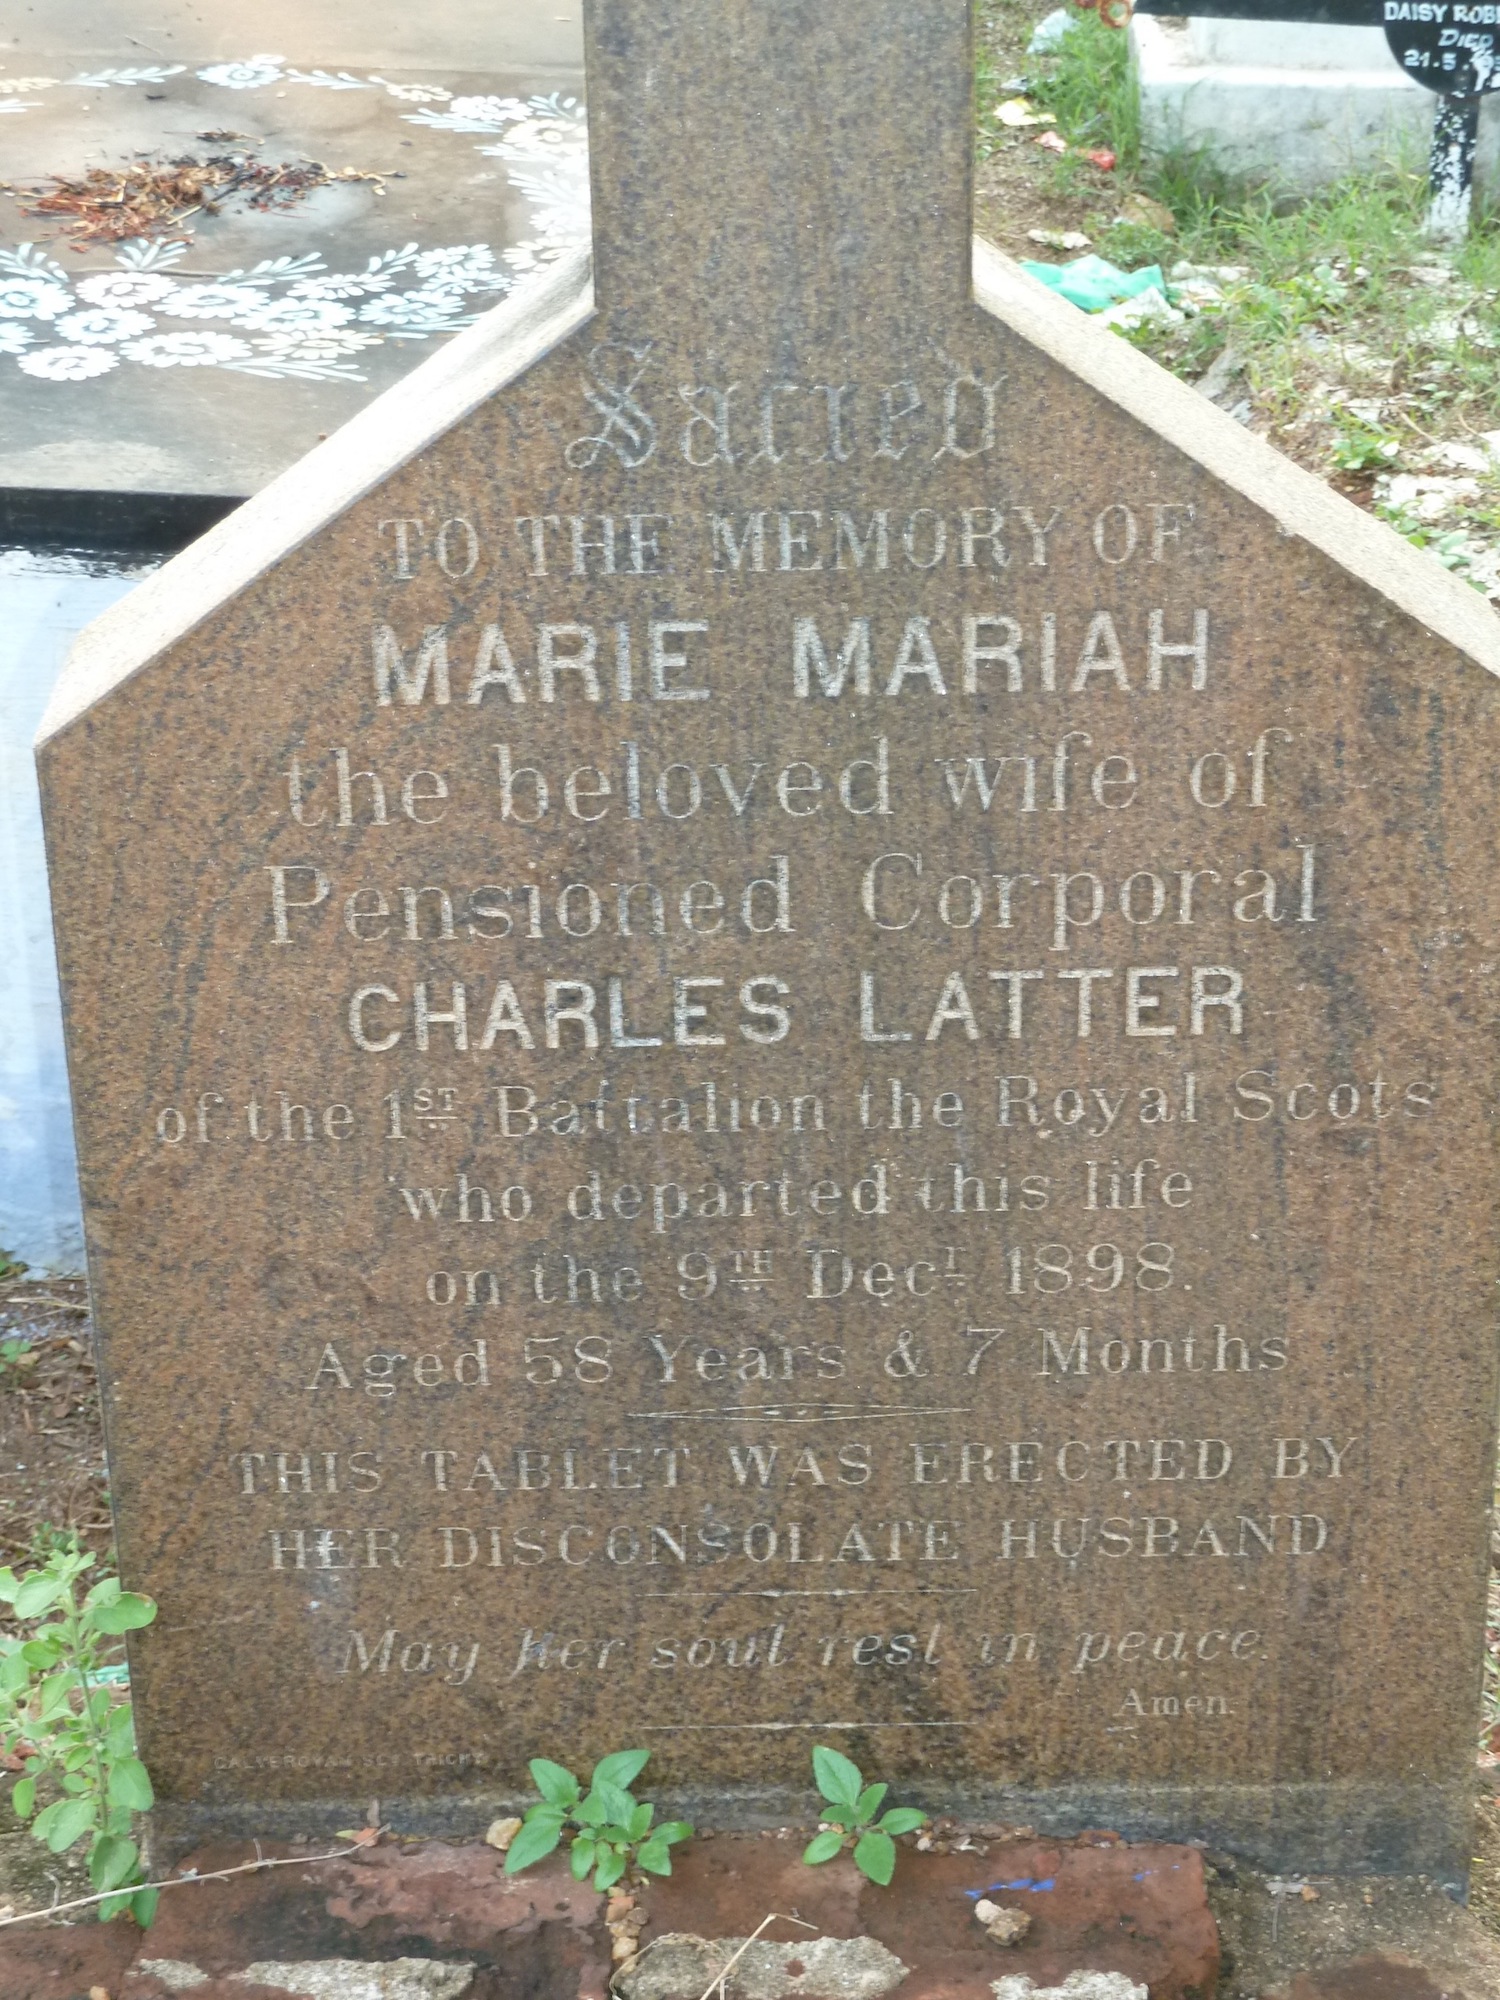 Sacred
TO THE MEMORY OF
MARIE MARIAH
the beloved wife of
Pensioned Corporal
CHARLES LATTER
of the 1ST Battalion the Royal Scots
who departed this life
on the 9TH Decr 1898.
Aged 58 Years & 7 Months
THIS TABLET WAS ERECTED BY
HER DISCONSOLATE HUSBAND
May her soul rest in peace.
Amen.
TRICHY
DAISY
DIED